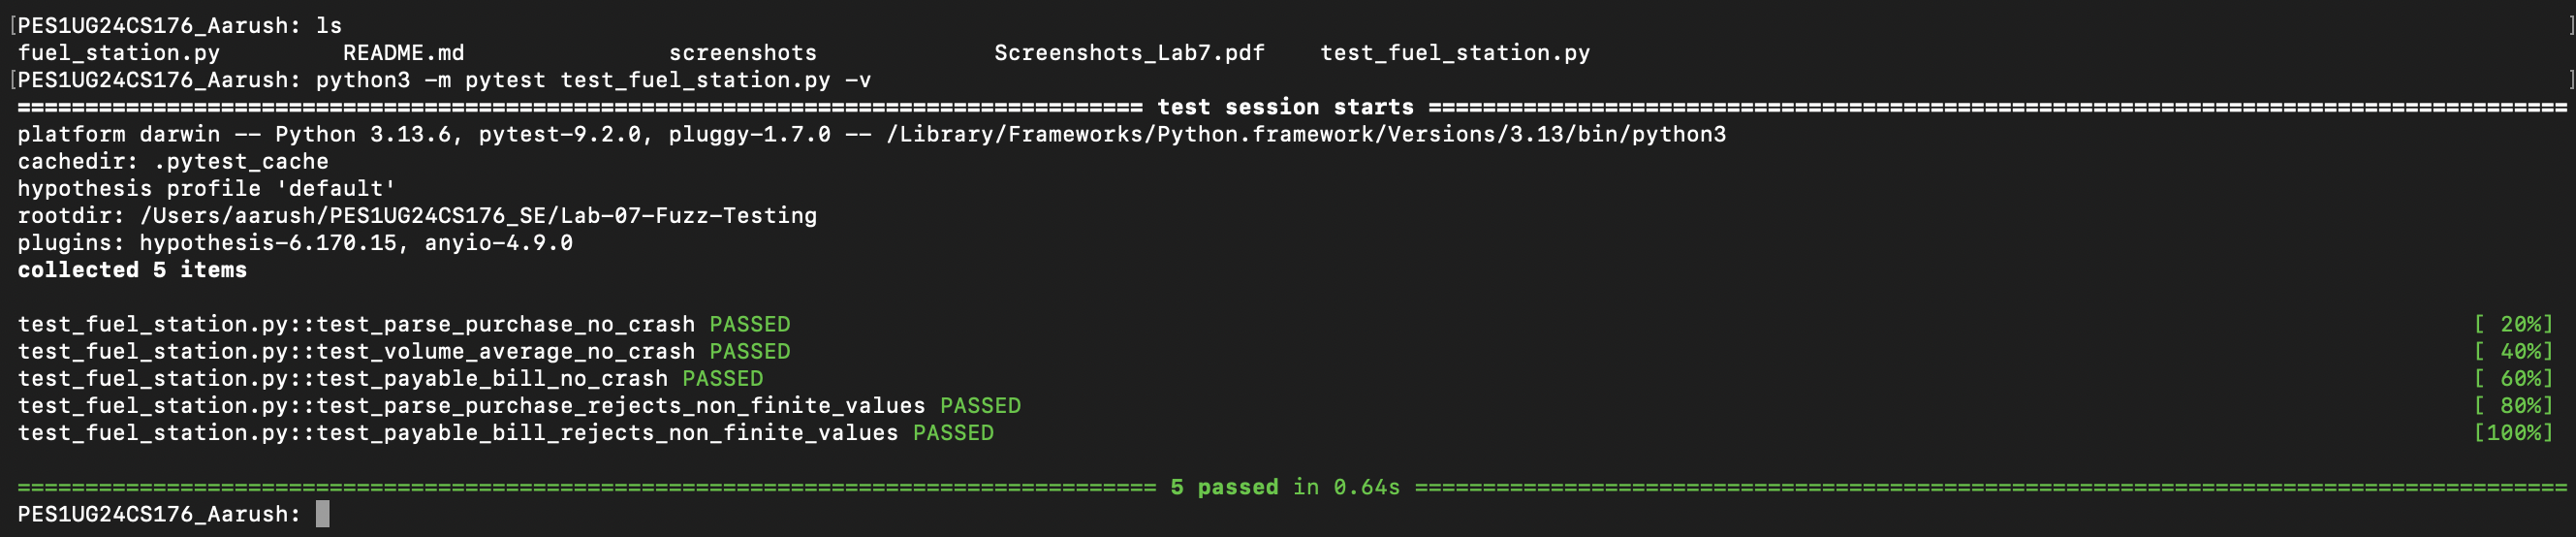 [PES1UG24CS176_Aarush: ls ]
fuel_station.py README.md screenshots Screenshots_Lab7.pdf test_fuel_station.py
[PES1UG24CS176_Aarush: python3 -m pytest test_fuel_station.py -v ]
=================================================================================== test session starts ====================================================================================
platform darwin -- Python 3.13.6, pytest-9.2.0, pluggy-1.7.0 -- /Library/Frameworks/Python.framework/Versions/3.13/bin/python3
cachedir: .pytest_cache
hypothesis profile 'default'
rootdir: /Users/aarush/PES1UG24CS176_SE/Lab-07-Fuzz-Testing
plugins: hypothesis-6.170.15, anyio-4.9.0
collected 5 items
test_fuel_station.py::test_parse_purchase_no_crash PASSED [ 20%]
test_fuel_station.py::test_volume_average_no_crash PASSED [ 40%]
test_fuel_station.py::test_payable_bill_no_crash PASSED [ 60%]
test_fuel_station.py::test_parse_purchase_rejects_non_finite_values PASSED [ 80%]
test_fuel_station.py::test_payable_bill_rejects_non_finite_values PASSED [100%]
==================================================================================== 5 passed in 0.64s =====================================================================================
PES1UG24CS176_Aarush: